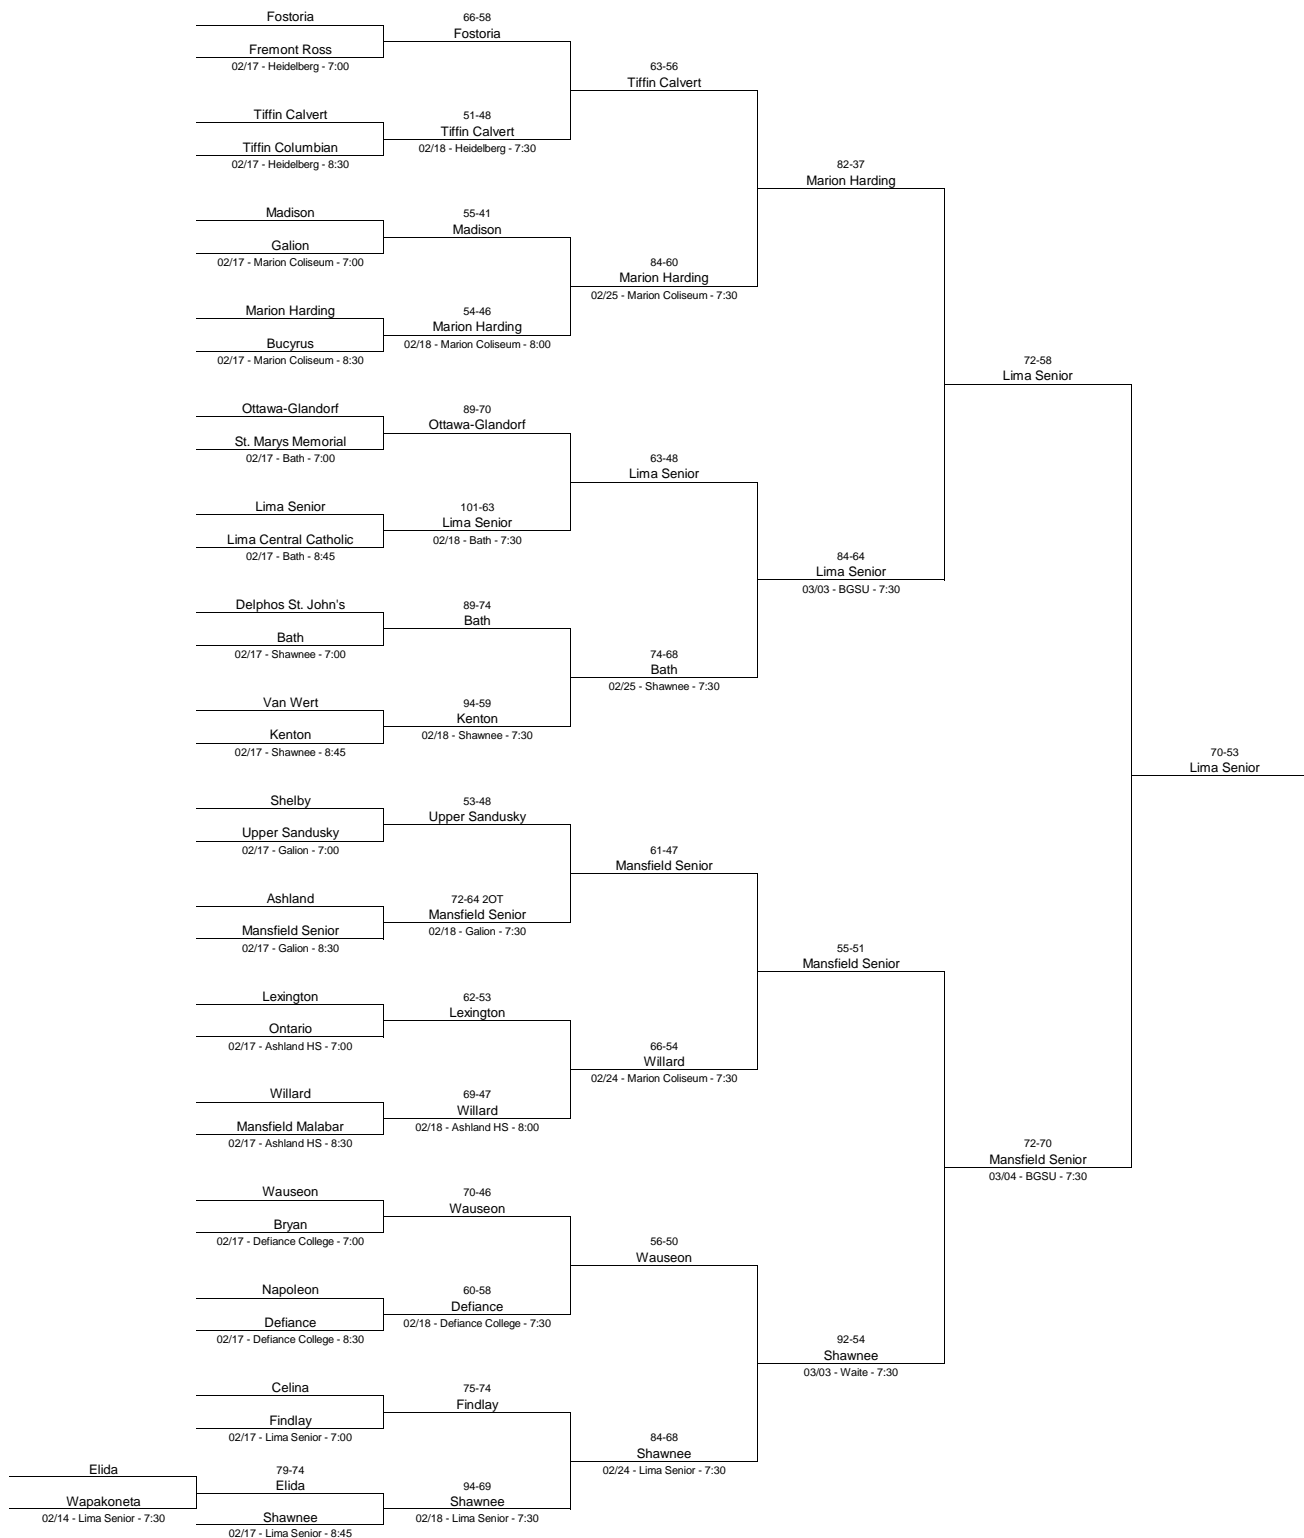 Fostoria
66-58
Fostoria
Fremont Ross
02/17 - Heidelberg - 7:00
63-56
Tiffin Calvert
Tiffin Calvert
51-48
Tiffin Calvert
Tiffin Columbian
02/18 - Heidelberg - 7:30
02/17 - Heidelberg - 8:30
82-37
Marion Harding
Madison
55-41
Madison
Galion
02/17 - Marion Coliseum - 7:00
84-60
Marion Harding
02/25 - Marion Coliseum - 7:30
Marion Harding
54-46
Marion Harding
Bucyrus
02/18 - Marion Coliseum - 8:00
02/17 - Marion Coliseum - 8:30
72-58
Lima Senior
Ottawa-Glandorf
89-70
Ottawa-Glandorf
St. Marys Memorial
02/17 - Bath - 7:00
63-48
Lima Senior
Lima Senior
101-63
Lima Senior
Lima Central Catholic
02/18 - Bath - 7:30
02/17 - Bath - 8:45
84-64
Lima Senior
03/03 - BGSU - 7:30
Delphos St. John's
89-74
Bath
Bath
02/17 - Shawnee - 7:00
74-68
Bath
02/25 - Shawnee - 7:30
Van Wert
94-59
Kenton
Kenton
02/18 - Shawnee - 7:30
02/17 - Shawnee - 8:45
70-53
Lima Senior
Shelby
53-48
Upper Sandusky
Upper Sandusky
02/17 - Galion - 7:00
61-47
Mansfield Senior
Ashland
72-64 2OT
Mansfield Senior
Mansfield Senior
02/18 - Galion - 7:30
02/17 - Galion - 8:30
55-51
Mansfield Senior
Lexington
62-53
Lexington
Ontario
02/17 - Ashland HS - 7:00
66-54
Willard
02/24 - Marion Coliseum - 7:30
Willard
69-47
Willard
Mansfield Malabar
02/18 - Ashland HS - 8:00
02/17 - Ashland HS - 8:30
72-70
Mansfield Senior
03/04 - BGSU - 7:30
Wauseon
70-46
Wauseon
Bryan
02/17 - Defiance College - 7:00
56-50
Wauseon
Napoleon
60-58
Defiance
Defiance
02/18 - Defiance College - 7:30
02/17 - Defiance College - 8:30
92-54
Shawnee
03/03 - Waite - 7:30
Celina
75-74
Findlay
Findlay
02/17 - Lima Senior - 7:00
84-68
Shawnee
02/24 - Lima Senior - 7:30
Elida
79-74
Elida
94-69
Shawnee
Wapakoneta
02/14 - Lima Senior - 7:30
Shawnee
02/18 - Lima Senior - 7:30
02/17 - Lima Senior - 8:45